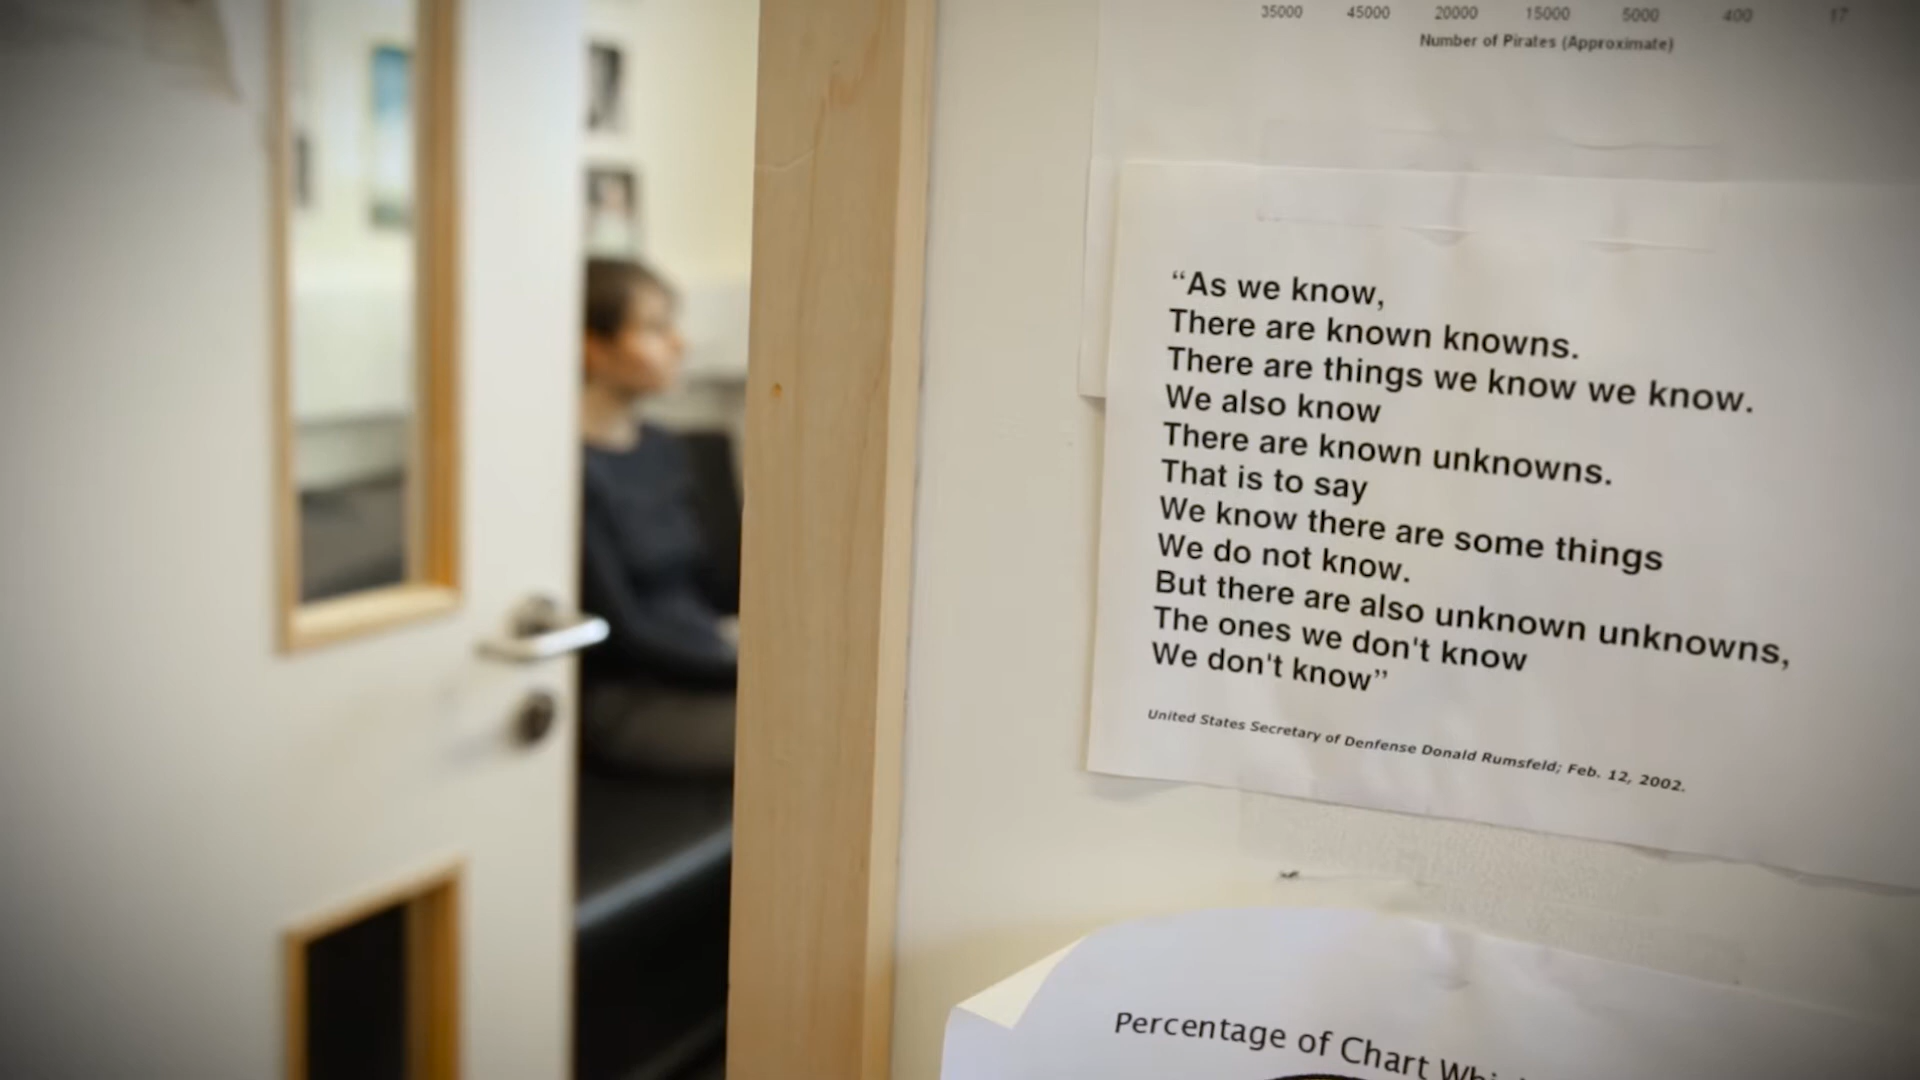 35000 45000 20000 15000 5000 400 17
Number of Pirates (Approximate)
“As we know,
There are known knowns.
There are things we know we know.
We also know
There are known unknowns.
That is to say
We know there are some things
We do not know.
But there are also unknown unknowns,
The ones we don't know
We don't know”
United States Secretary of Denfense Donald Rumsfeld; Feb. 12, 2002.
Percentage of Chart